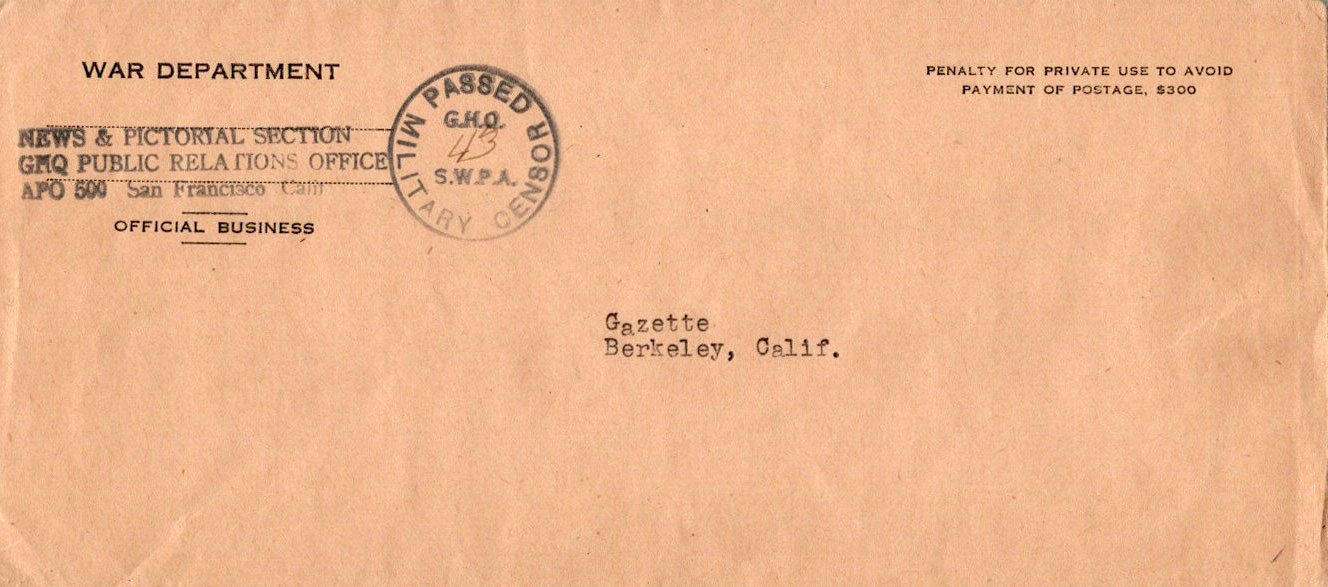 WAR DEPARTMENT
NEWS & PICTORIAL SECTION
GHQ PUBLIC RELATIONS OFFICE
APO 500 San Francisco Calif
OFFICIAL BUSINESS
PASSED
MILITARY CENSOR
G.H.Q.
43
S.W.P.A.
PENALTY FOR PRIVATE USE TO AVOID
PAYMENT OF POSTAGE, $300
Gazette
Berkeley, Calif.